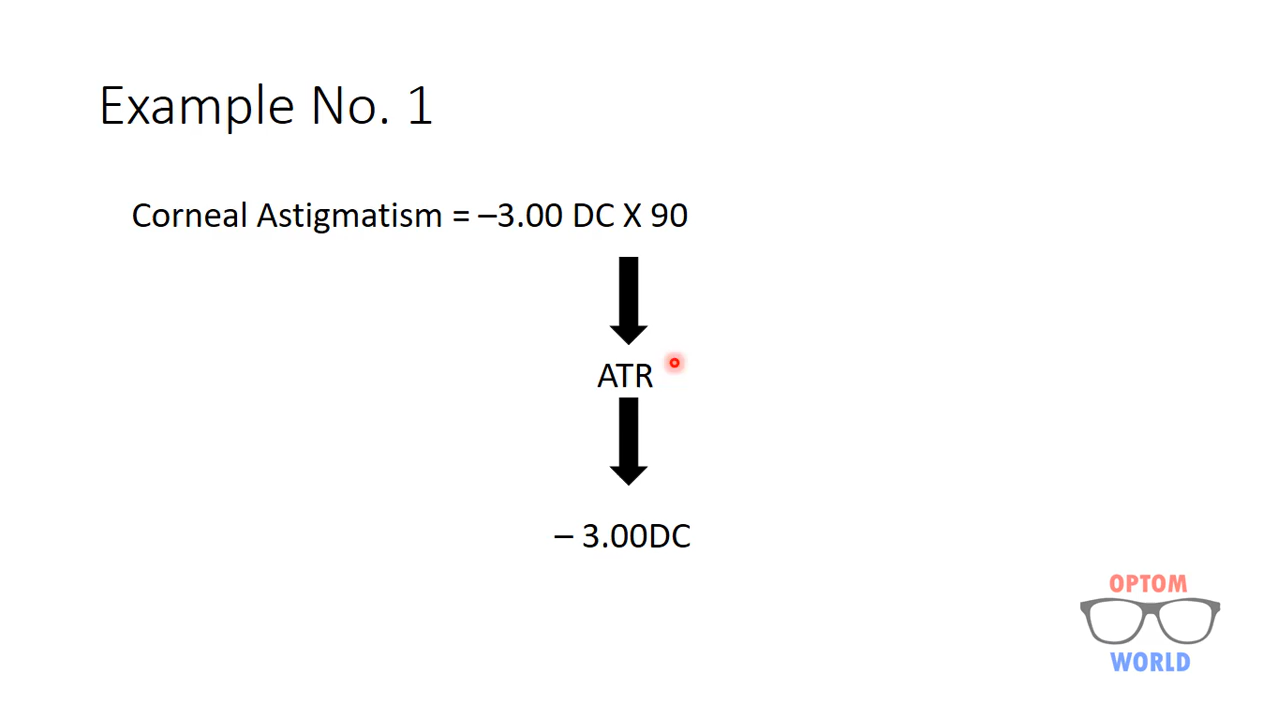 Example No. 1
Corneal Astigmatism = –3.00 DC X 90
ATR
– 3.00DC
OPTOM
WORLD